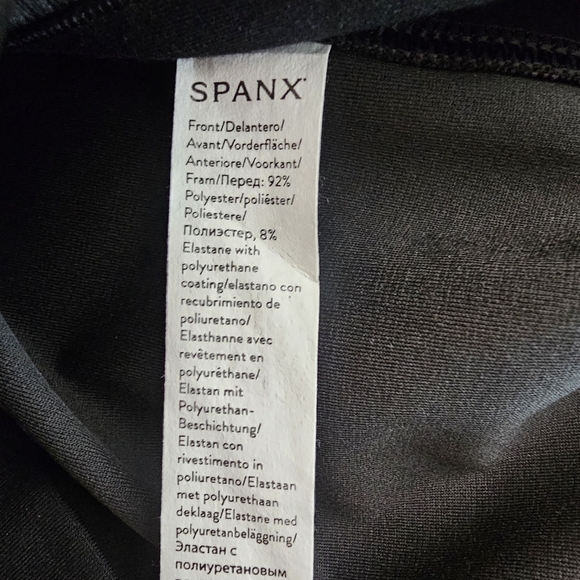 SPANX
Front/Delantero/
Avant/Vorderfläche/
Anteriore/Voorkant/
Fram/Перед: 92%
Polyester/poliéster/
Poliestere/
Полиэстер, 8%
Elastane with
polyurethane
coating/elastano con
recubrimiento de
poliuretano/
Elasthanne avec
revêtement en
polyuréthane/
Elastan mit
Polyurethan-
Beschichtung/
Elastan con
rivestimento in
poliuretano/Elastaan
met polyurethaan
deklaag/Elastane med
polyuretanbeläggning/
Эластан с
полиуретановым